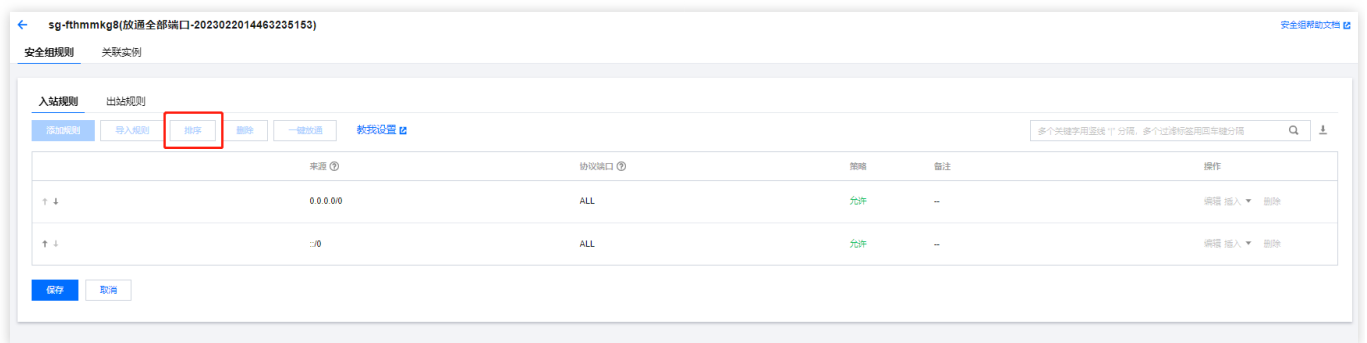 ← sg-fthmmkg8(放通全部端口-2023022014463235153) 安全组帮助文档
安全组规则 关联实例
入站规则 出站规则
添加规则 导入规则 排序 删除 一键放通 教我设置 多个关键字用竖线 "|" 分隔，多个过滤标签用回车键分隔
来源 协议端口 策略 备注 操作
↑ ↓ 0.0.0.0/0 ALL 允许 -- 编辑 插入 删除
↑ ↓ ::/0 ALL 允许 -- 编辑 插入 删除
保存 取消